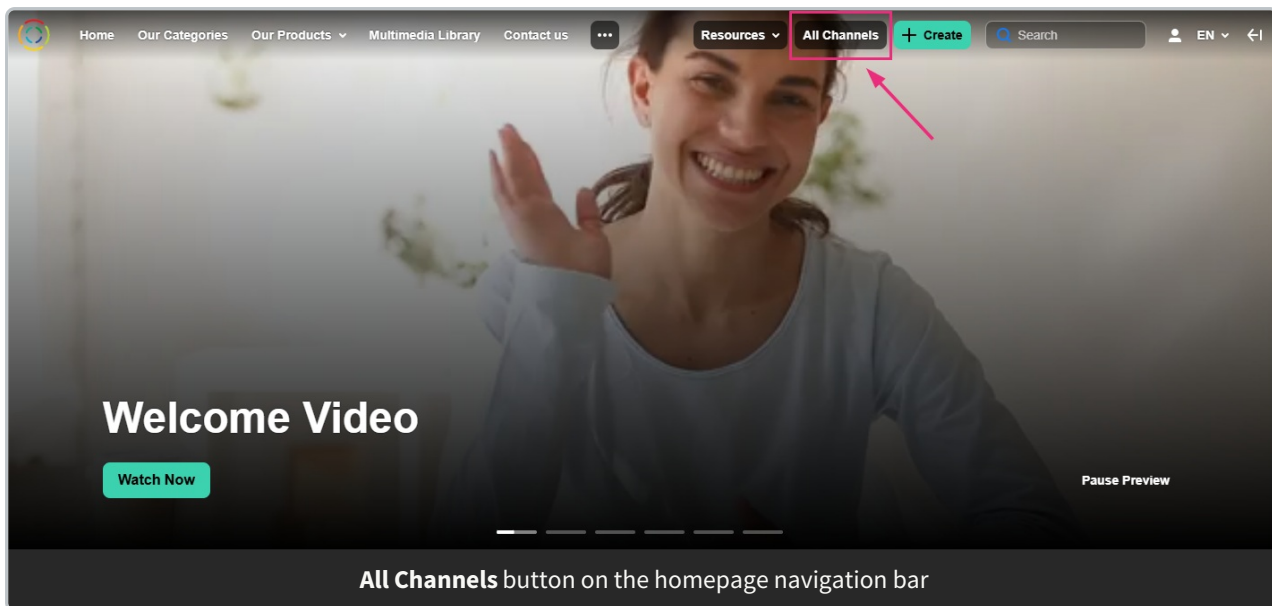 Home Our Categories Our Products Multimedia Library Contact us ... Resources All Channels + Create Search EN
Welcome Video
Watch Now
Pause Preview
All Channels button on the homepage navigation bar